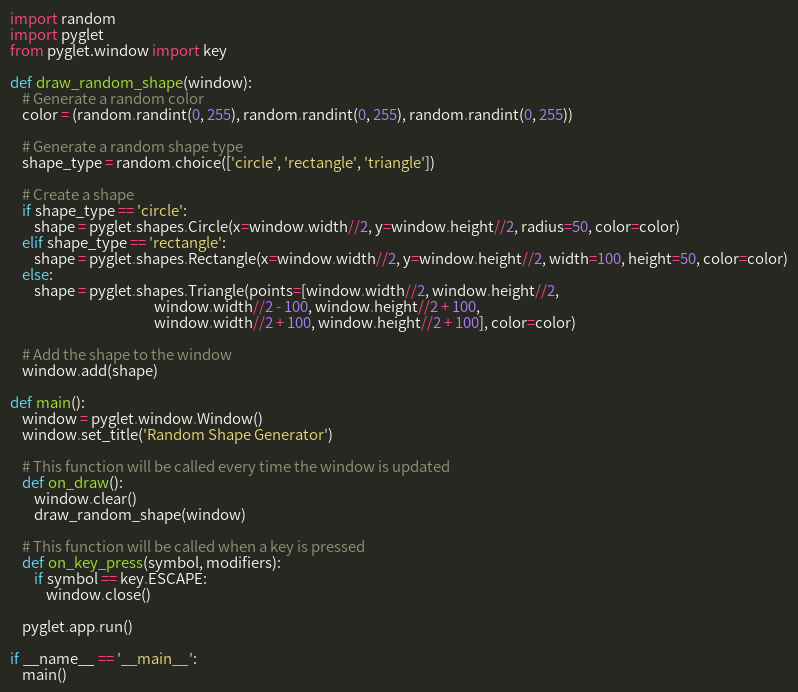 import random
import pyglet
from pyglet.window import key

def draw_random_shape(window):
    # Generate a random color
    color = (random.randint(0, 255), random.randint(0, 255), random.randint(0, 255))

    # Generate a random shape type
    shape_type = random.choice(['circle', 'rectangle', 'triangle'])

    # Create a shape
    if shape_type == 'circle':
        shape = pyglet.shapes.Circle(x=window.width//2, y=window.height//2, radius=50, color=color)
    elif shape_type == 'rectangle':
        shape = pyglet.shapes.Rectangle(x=window.width//2, y=window.height//2, width=100, height=50, color=color)
    else:
        shape = pyglet.shapes.Triangle(points=[window.width//2, window.height//2,
                                                window.width//2 - 100, window.height//2 + 100,
                                                window.width//2 + 100, window.height//2 + 100], color=color)

    # Add the shape to the window
    window.add(shape)

def main():
    window = pyglet.window.Window()
    window.set_title('Random Shape Generator')

    # This function will be called every time the window is updated
    def on_draw():
        window.clear()
        draw_random_shape(window)

    # This function will be called when a key is pressed
    def on_key_press(symbol, modifiers):
        if symbol == key.ESCAPE:
            window.close()

    pyglet.app.run()

if __name__ == '__main__':
    main()